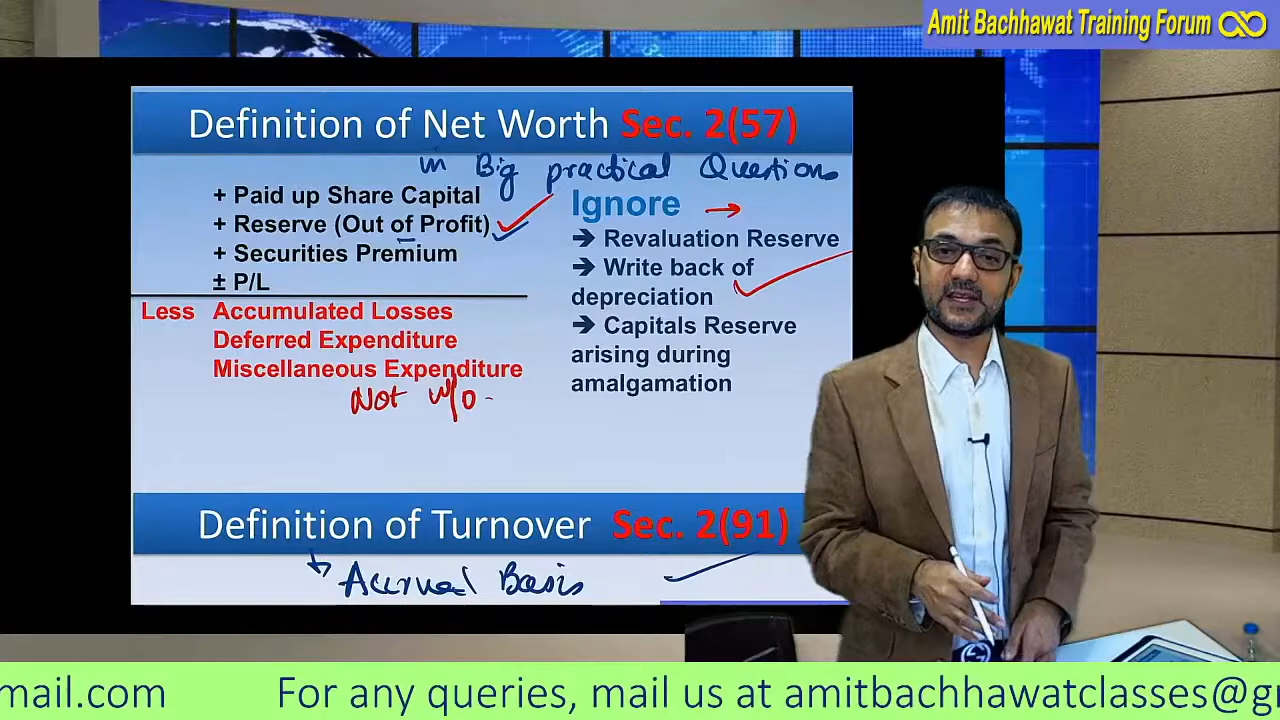 Amit Bachhawat Training Forum
Definition of Net Worth Sec. 2(57)
in Big practical Questions
+ Paid up Share Capital
+ Reserve (Out of Profit)
+ Securities Premium
± P/L
Less Accumulated Losses
Deferred Expenditure
Miscellaneous Expenditure
Not w/o
Ignore →
➔ Revaluation Reserve
➔ Write back of
depreciation
➔ Capitals Reserve
arising during
amalgamation
Definition of Turnover Sec. 2(91)
Accrual Basis
mail.com For any queries, mail us at amitbachhawatclasses@g